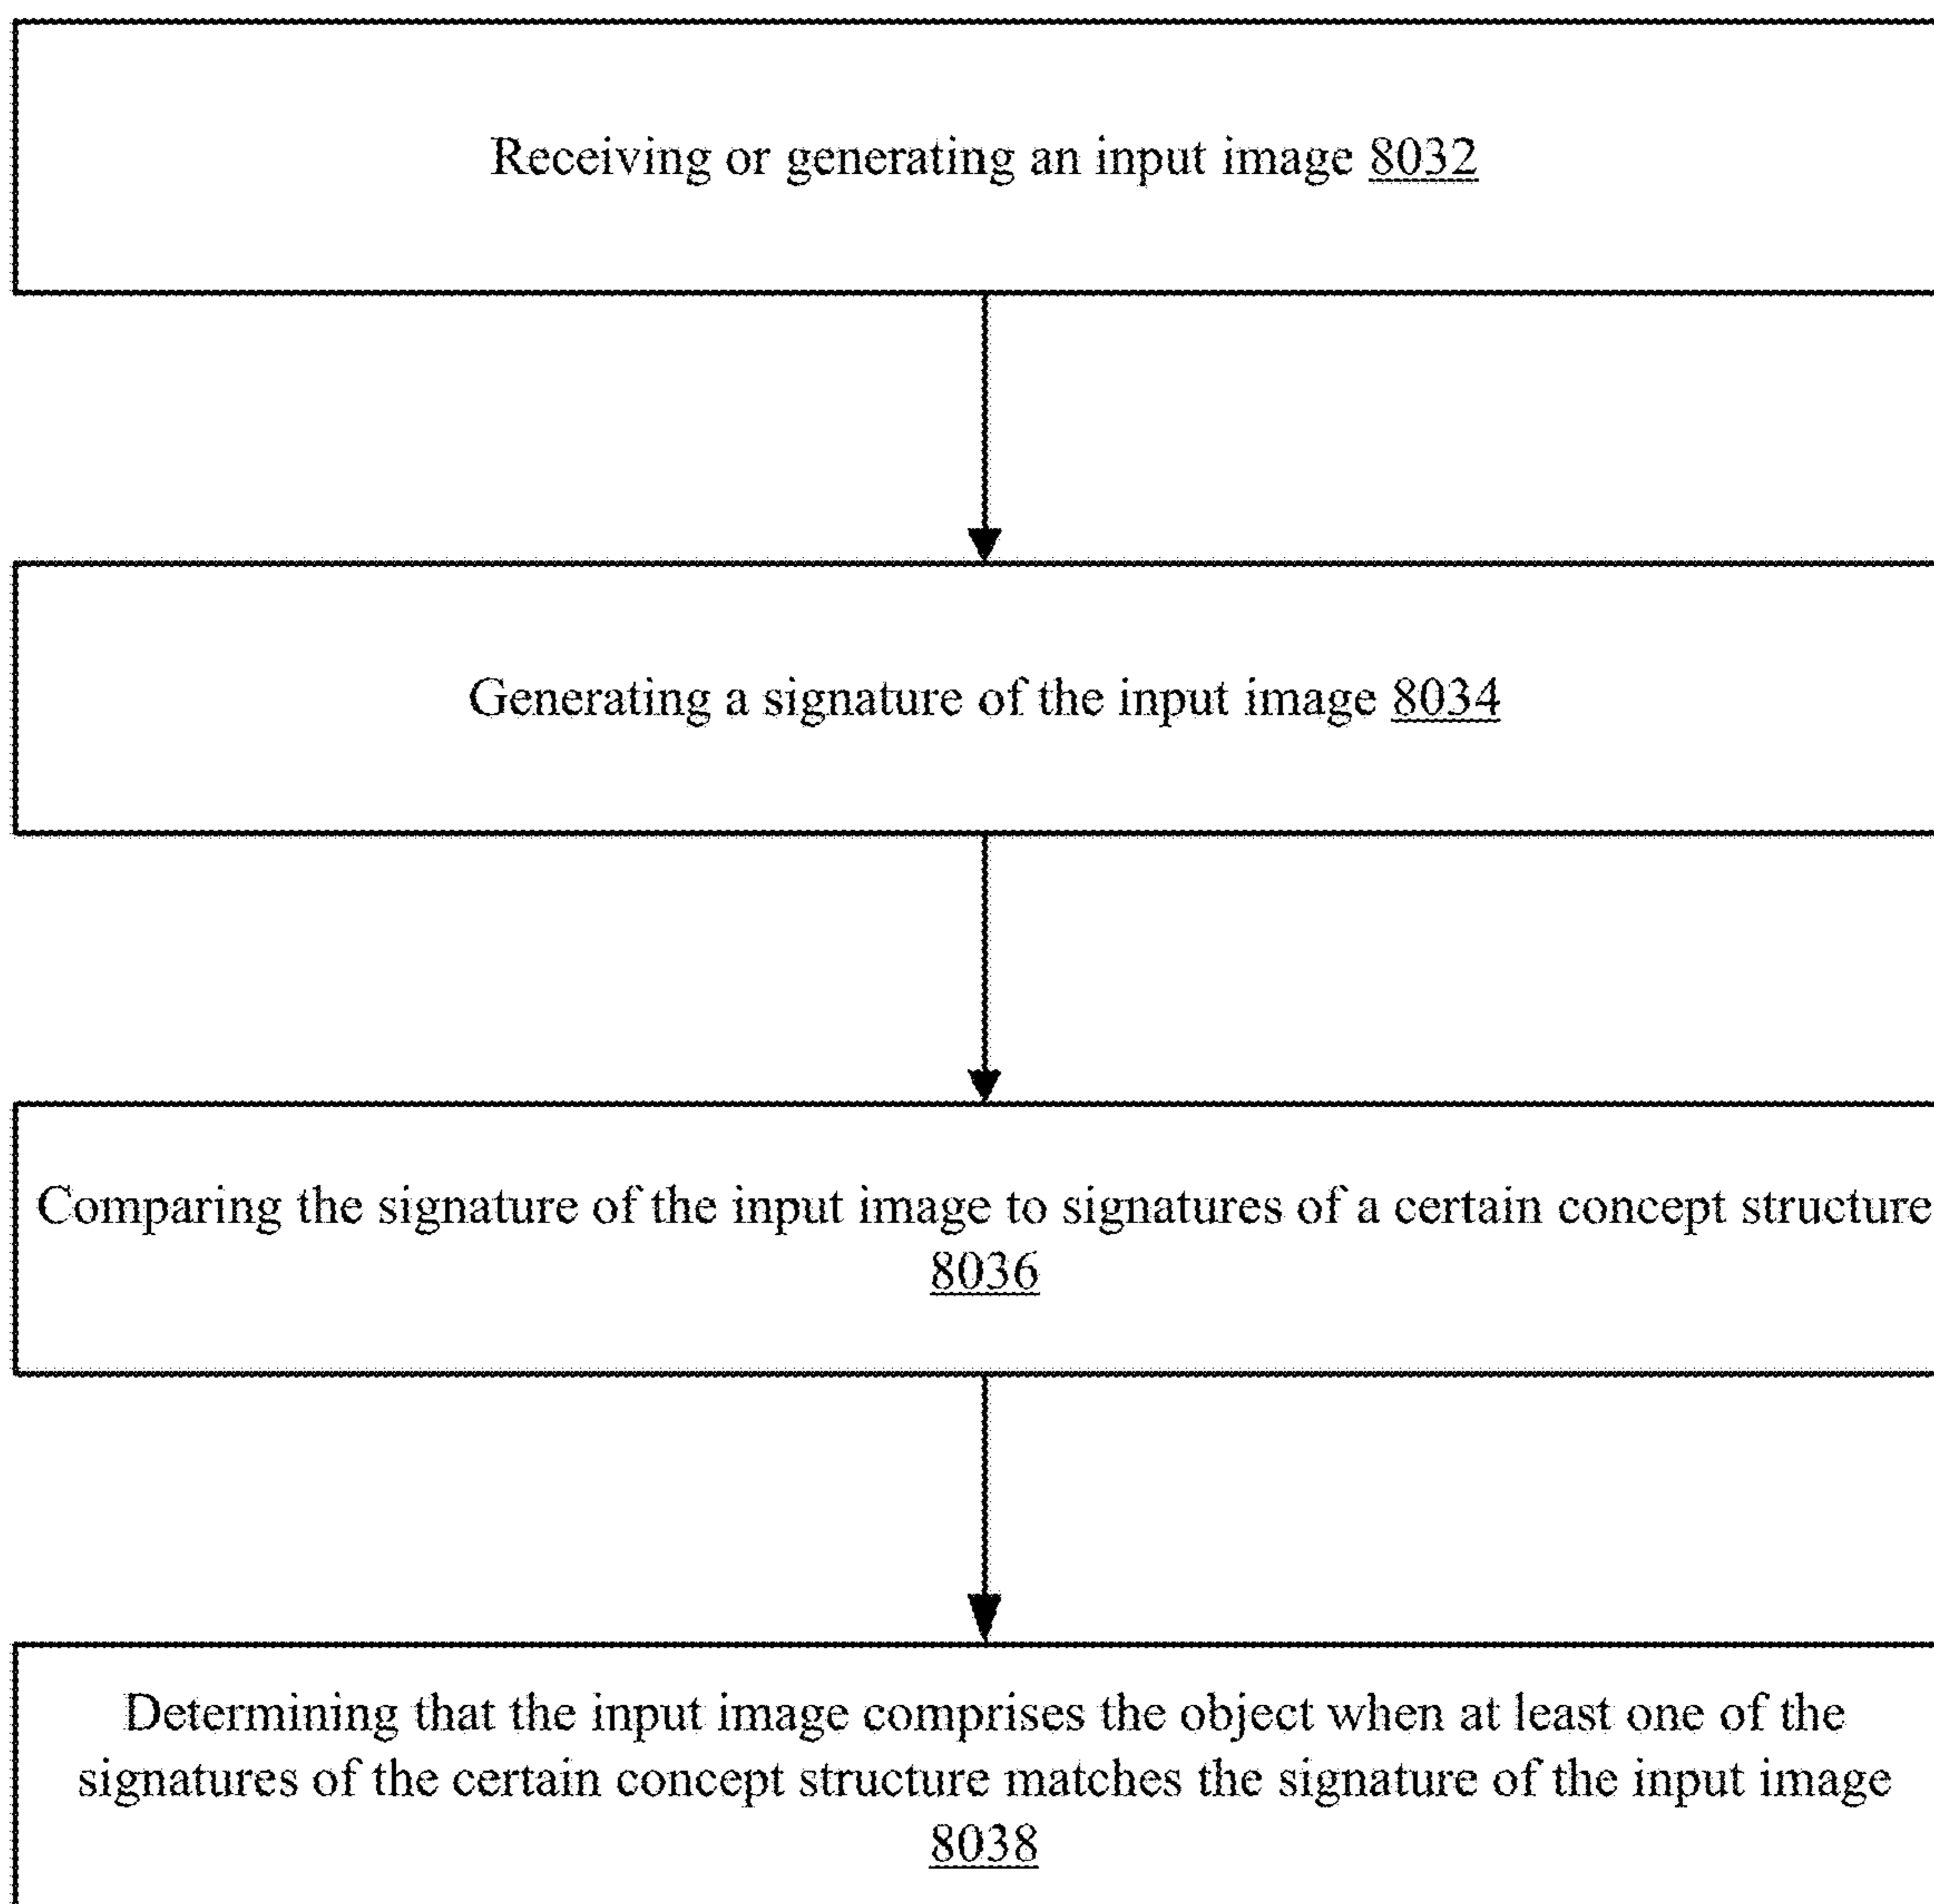 Receiving or generating an input image 8032
Generating a signature of the input image 8034
Comparing the signature of the input image to signatures of a certain concept structure
8036
Determining that the input image comprises the object when at least one of the
signatures of the certain concept structure matches the signature of the input image
8038